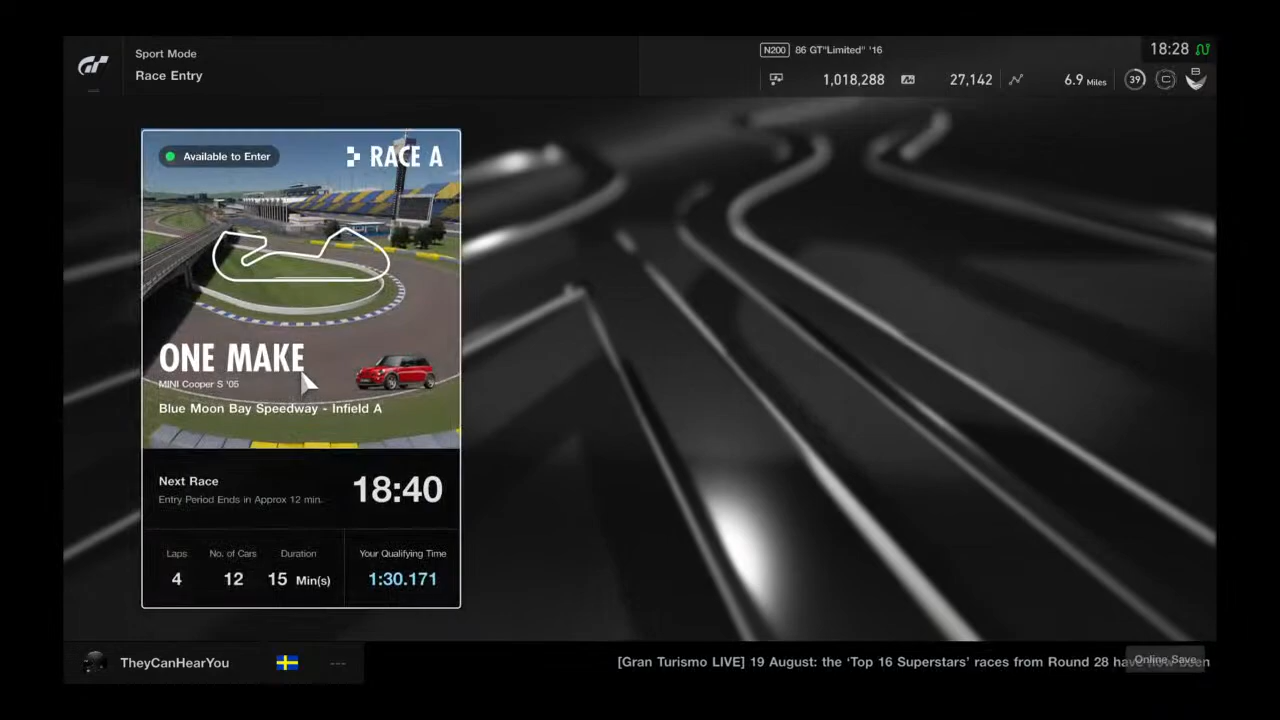 Sport Mode
Race Entry
N200 86 GT"Limited" '16
18:28
1,018,288
27,142
6.9 Miles
39
C
B
Available to Enter
RACE A
ONE MAKE
MINI Cooper S '05
Blue Moon Bay Speedway - Infield A
Next Race
18:40
Entry Period Ends in Approx 12 min.
Laps
No. of Cars
Duration
Your Qualifying Time
4
12
15 Min(s)
1:30.171
TheyCanHearYou
---
[Gran Turismo LIVE] 19 August: the 'Top 16 Superstars' races from Round 28 have now been
Online Save